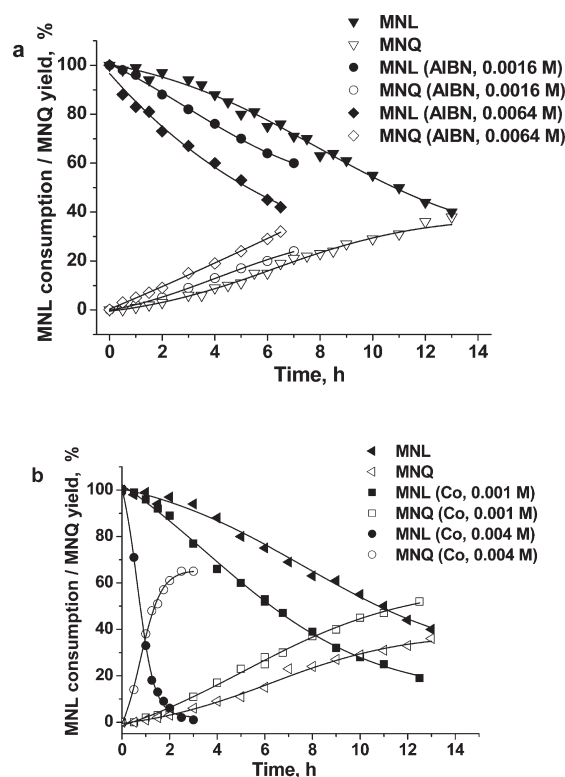 a
MNL consumption / MNQ yield, %
100
80
60
40
20
0
0 2 4 6 8 10 12 14
Time, h
MNL
MNQ
MNL (AIBN, 0.0016 M)
MNQ (AIBN, 0.0016 M)
MNL (AIBN, 0.0064 M)
MNQ (AIBN, 0.0064 M)
b
MNL consumption / MNQ yield, %
100
80
60
40
20
0
0 2 4 6 8 10 12 14
Time, h
MNL
MNQ
MNL (Co, 0.001 M)
MNQ (Co, 0.001 M)
MNL (Co, 0.004 M)
MNQ (Co, 0.004 M)